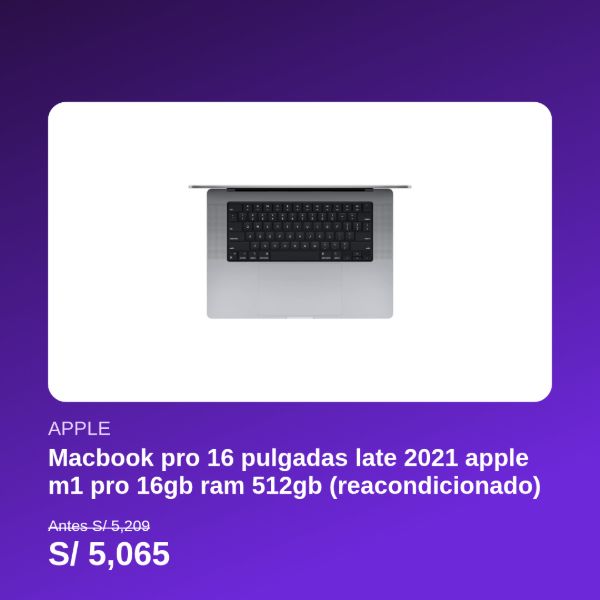 APPLE
Macbook pro 16 pulgadas late 2021 apple
m1 pro 16gb ram 512gb (reacondicionado)
Antes S/ 5,209
S/ 5,065